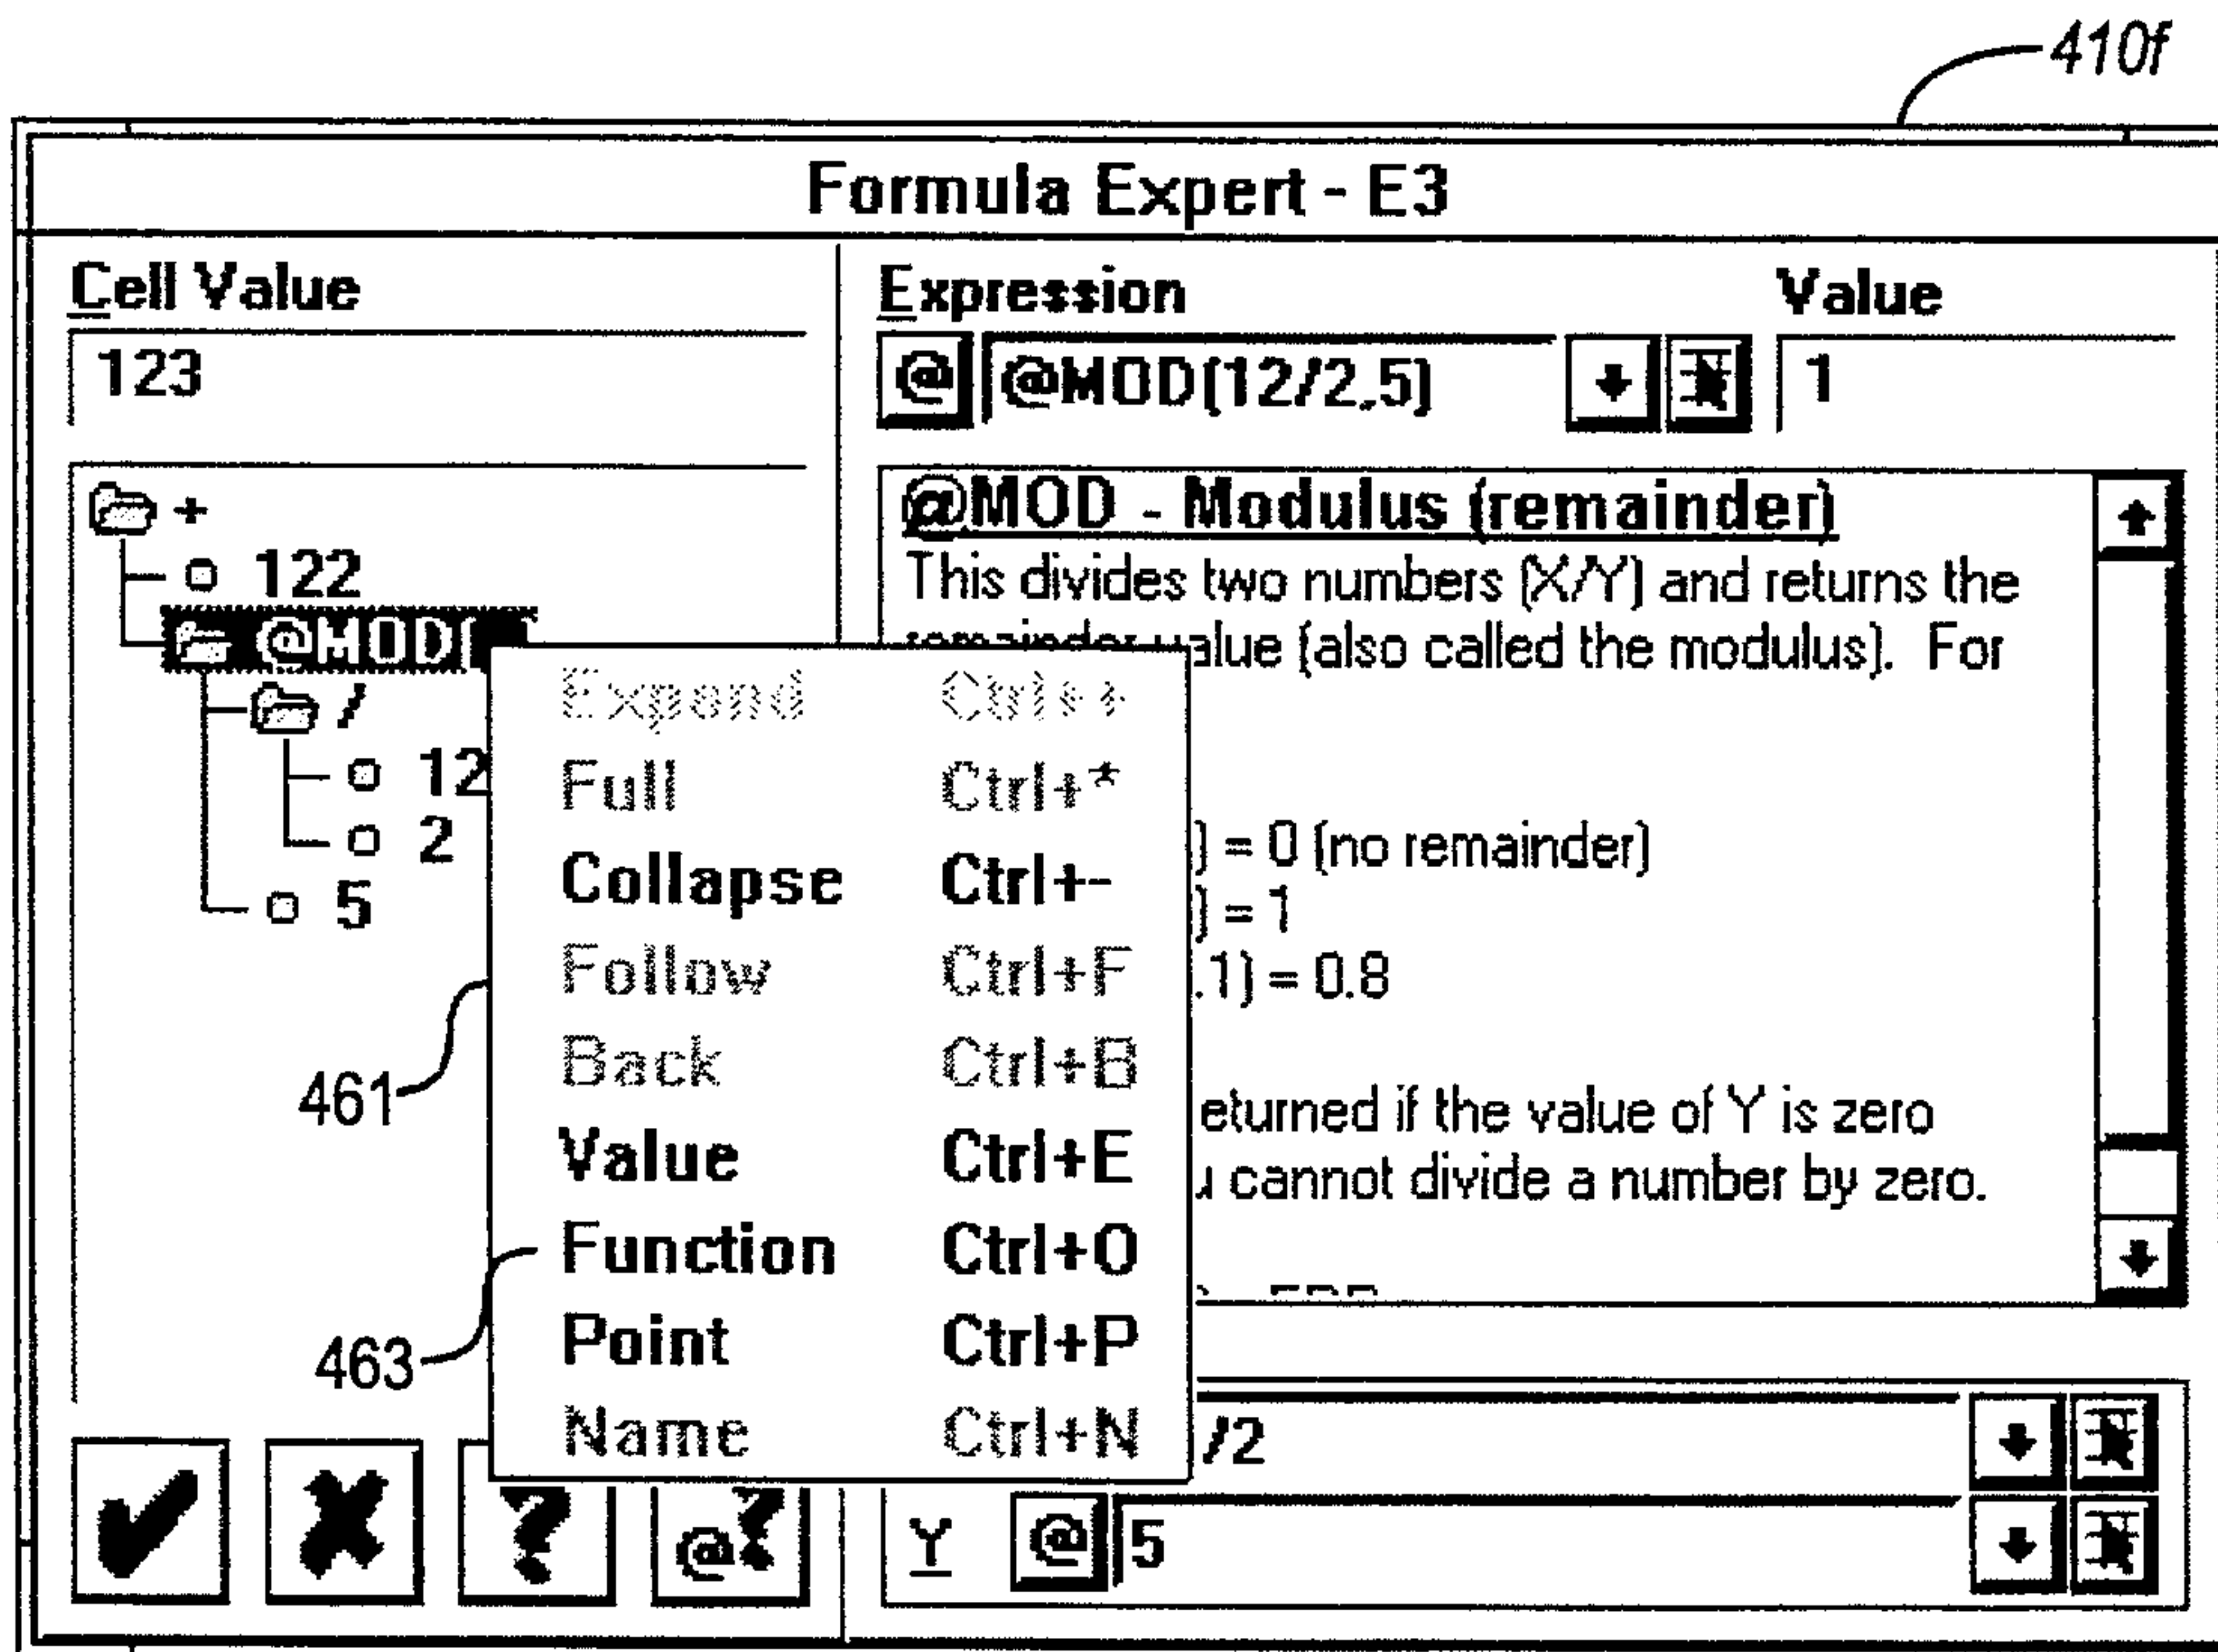 410f
Formula Expert - E3
Cell Value
123
Expression
Value
@ @MOD(12/2,5)
1
+
122
@MOD(
/
12
2
5
@MOD - Modulus (remainder)
This divides two numbers (X/Y) and returns the
remainder value (also called the modulus). For
) = 0 (no remainder)
) = 1
.1) = 0.8
eturned if the value of Y is zero
u cannot divide a number by zero.
Expand Ctrl++
Full Ctrl+*
Collapse Ctrl+-
Follow Ctrl+F
Back Ctrl+B
Value Ctrl+E
Function Ctrl+O
Point Ctrl+P
Name Ctrl+N
461
463
/2
? @?
Y @ 5